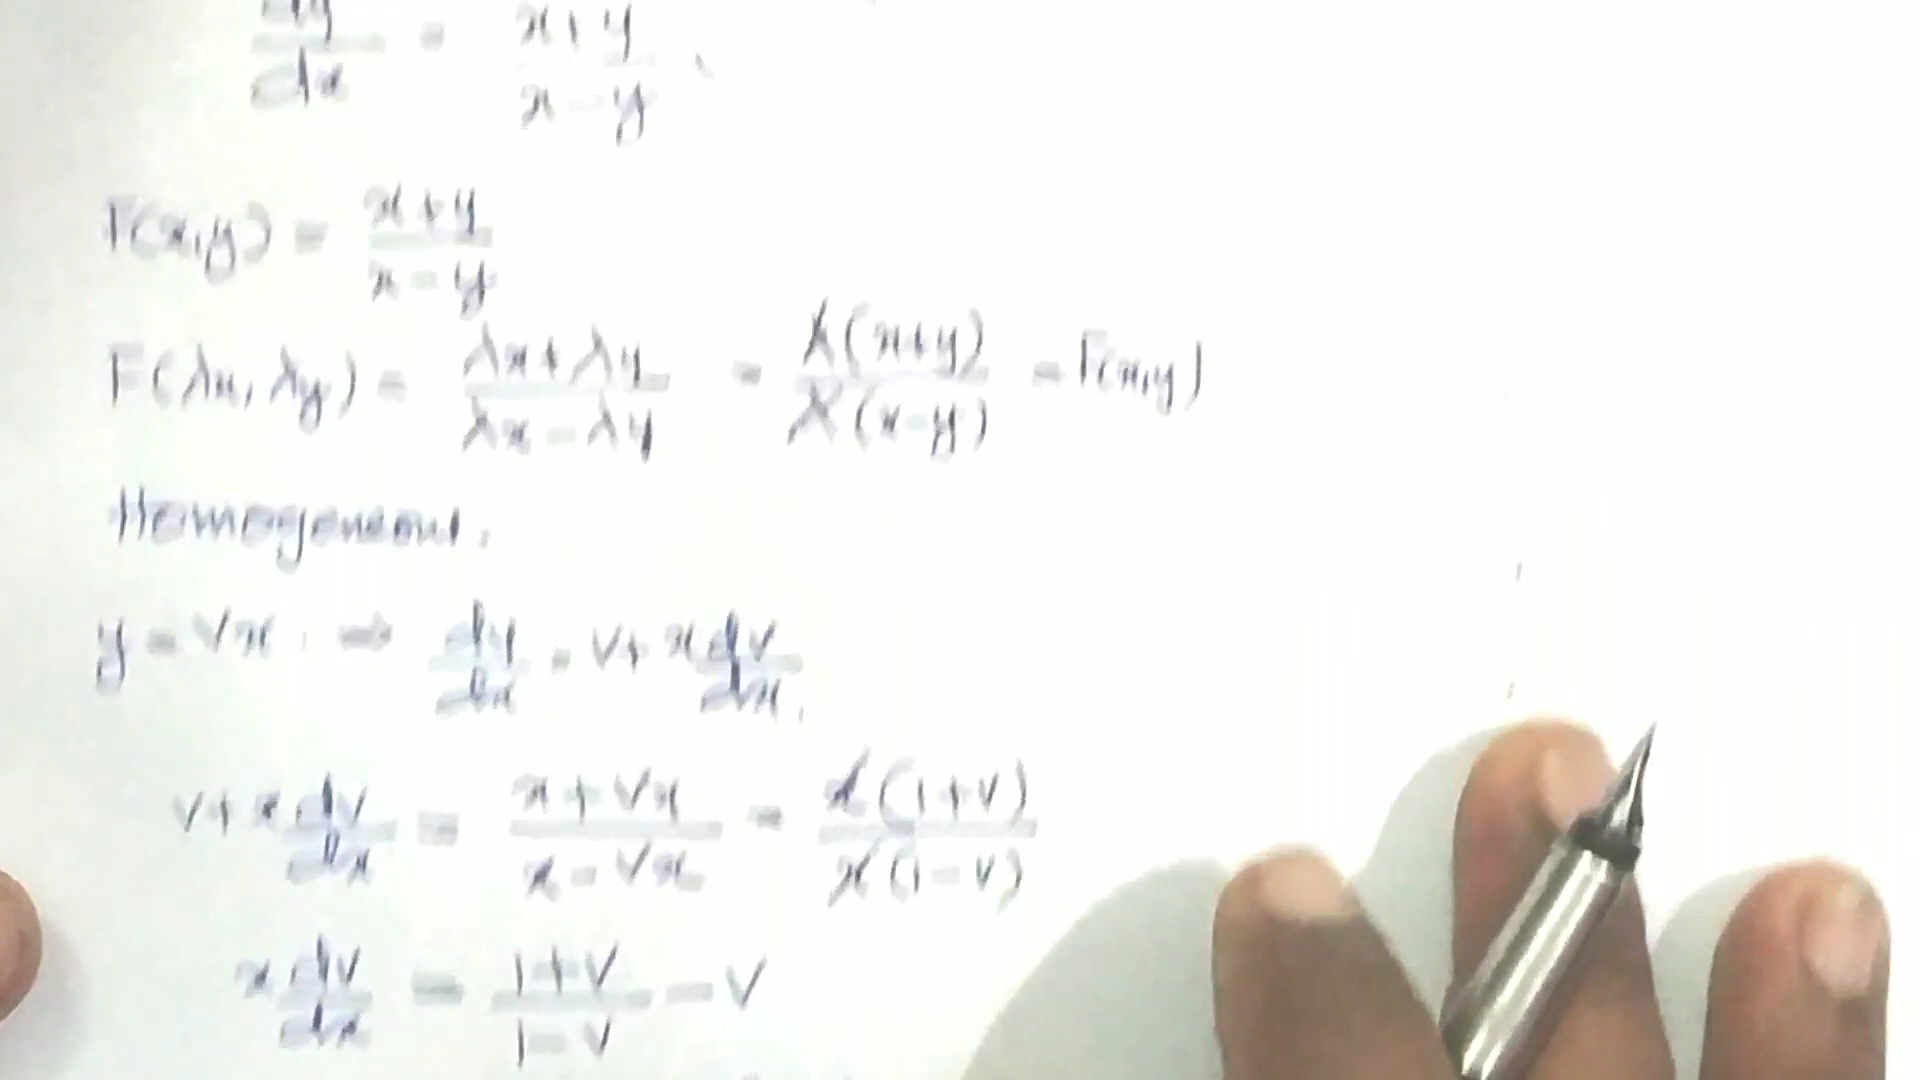 dy/dx = x+y/x-y
F(x,y) = x+y/x-y
F(λx, λy) = λx+λy/λx-λy = λ(x+y)/λ(x-y) = F(x,y)
Homogeneous.
y = vx ⇒ dy/dx = v+x dv/dx
v+x dv/dx = x+vx/x-vx = x(1+v)/x(1-v)
x dv/dx = 1+v/1-v - v